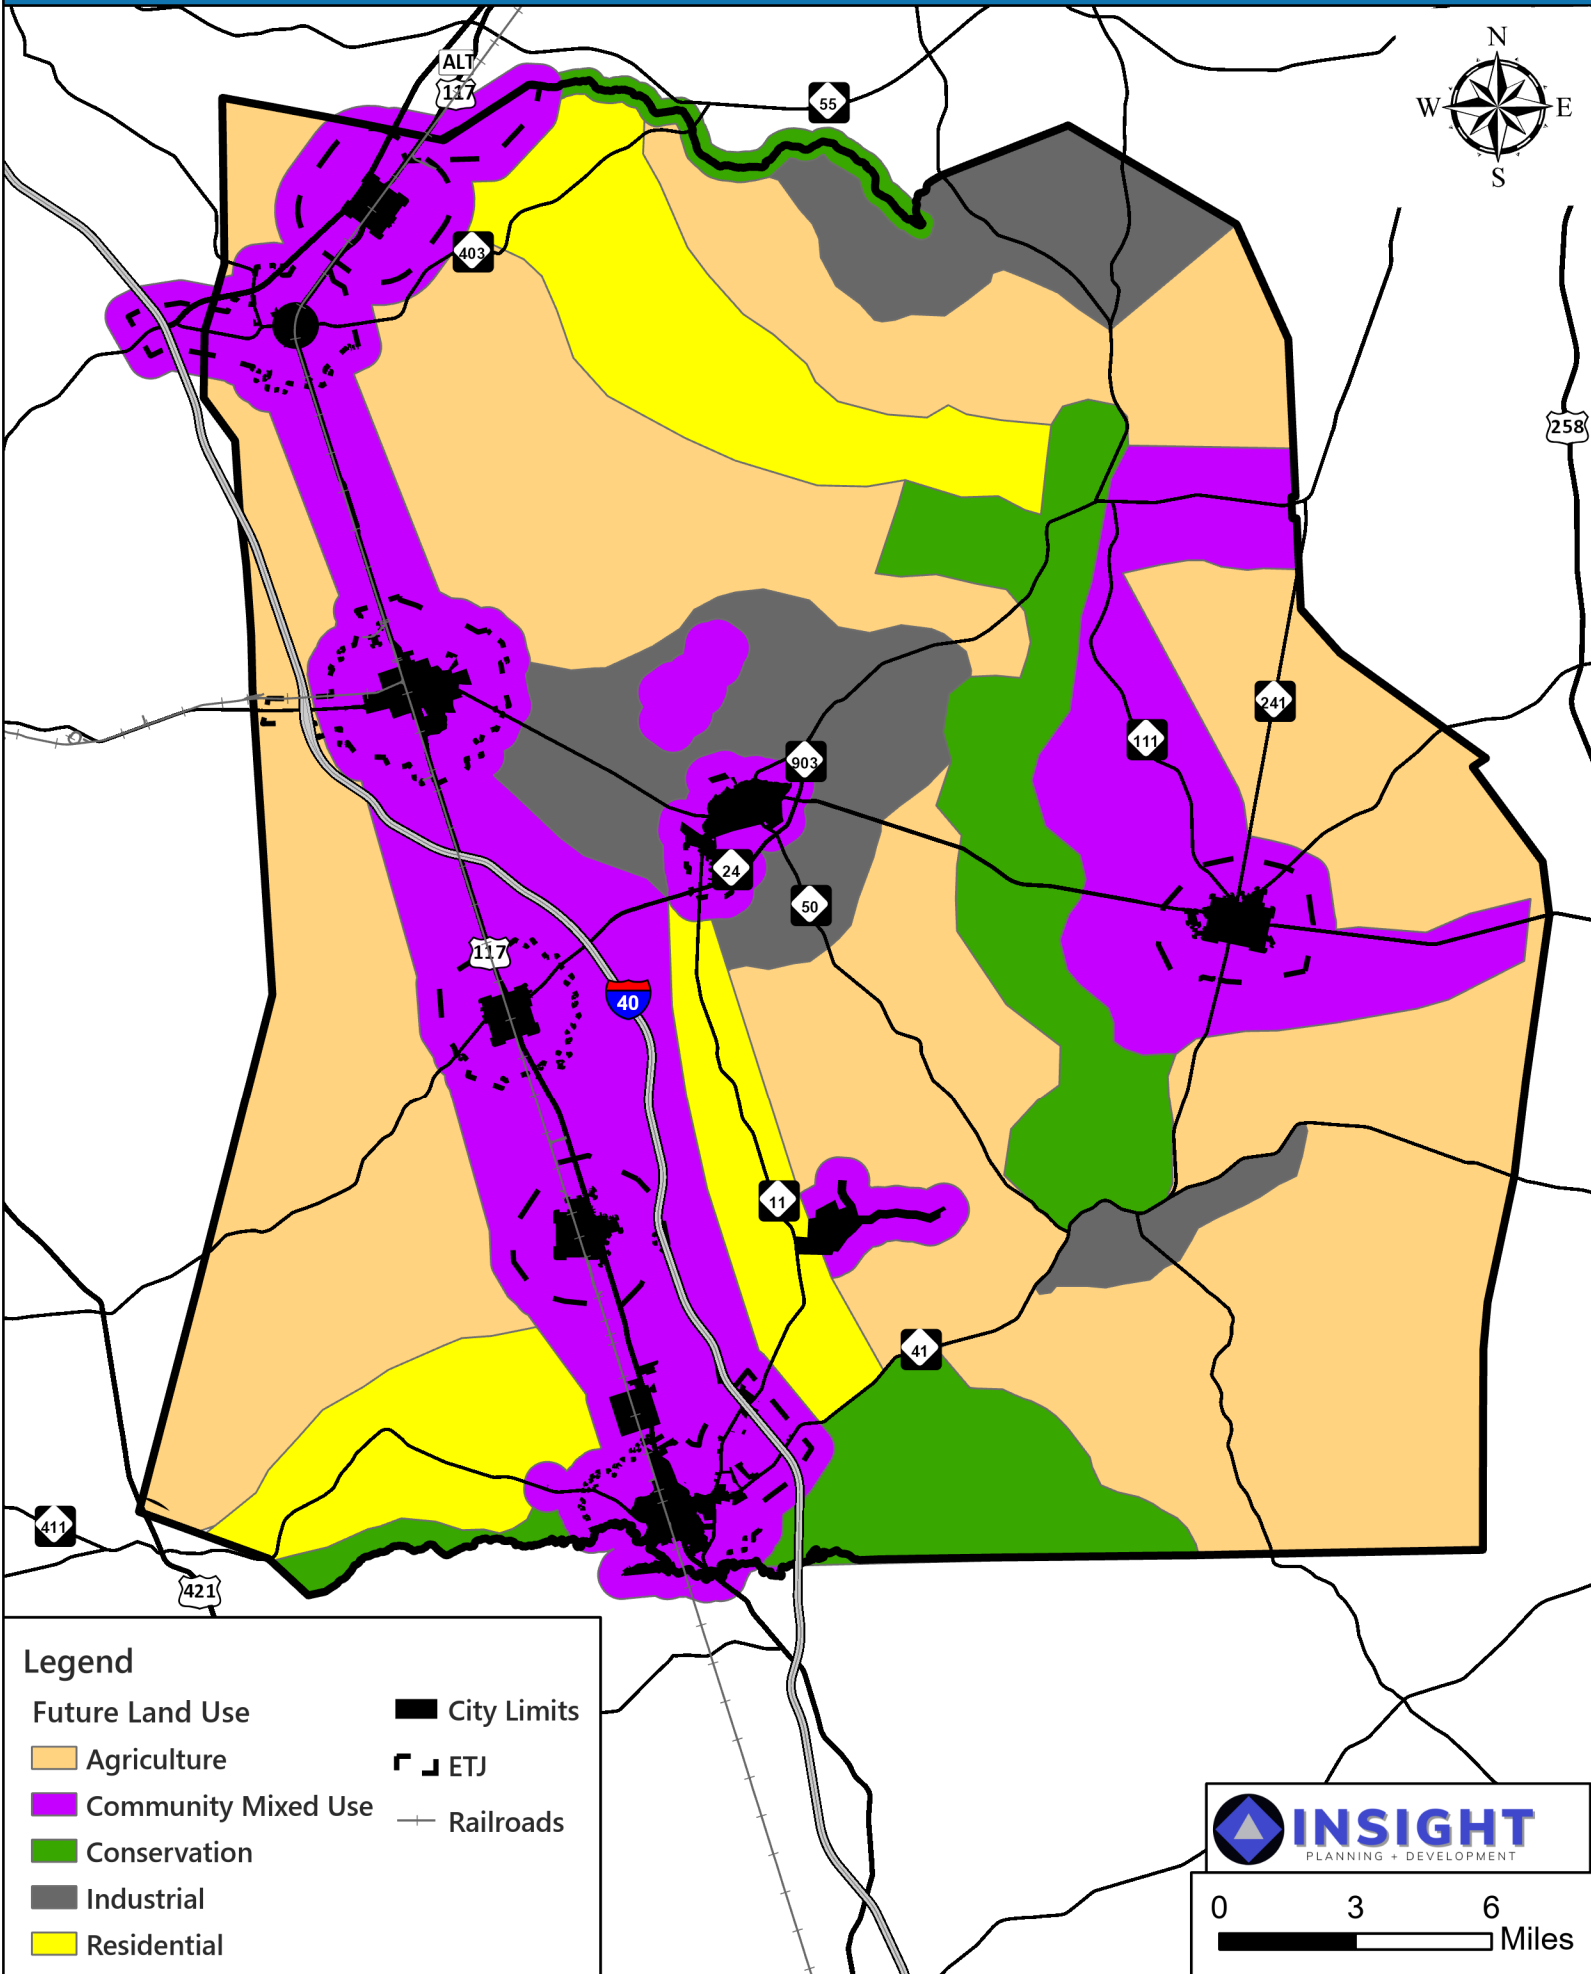 N
W E
S
ALT
117
55
403
258
241
111
903
24
50
117
40
11
41
411
421
Legend
Future Land Use
Agriculture
Community Mixed Use
Conservation
Industrial
Residential
City Limits
ETJ
Railroads
INSIGHT
PLANNING + DEVELOPMENT
0 3 6
Miles